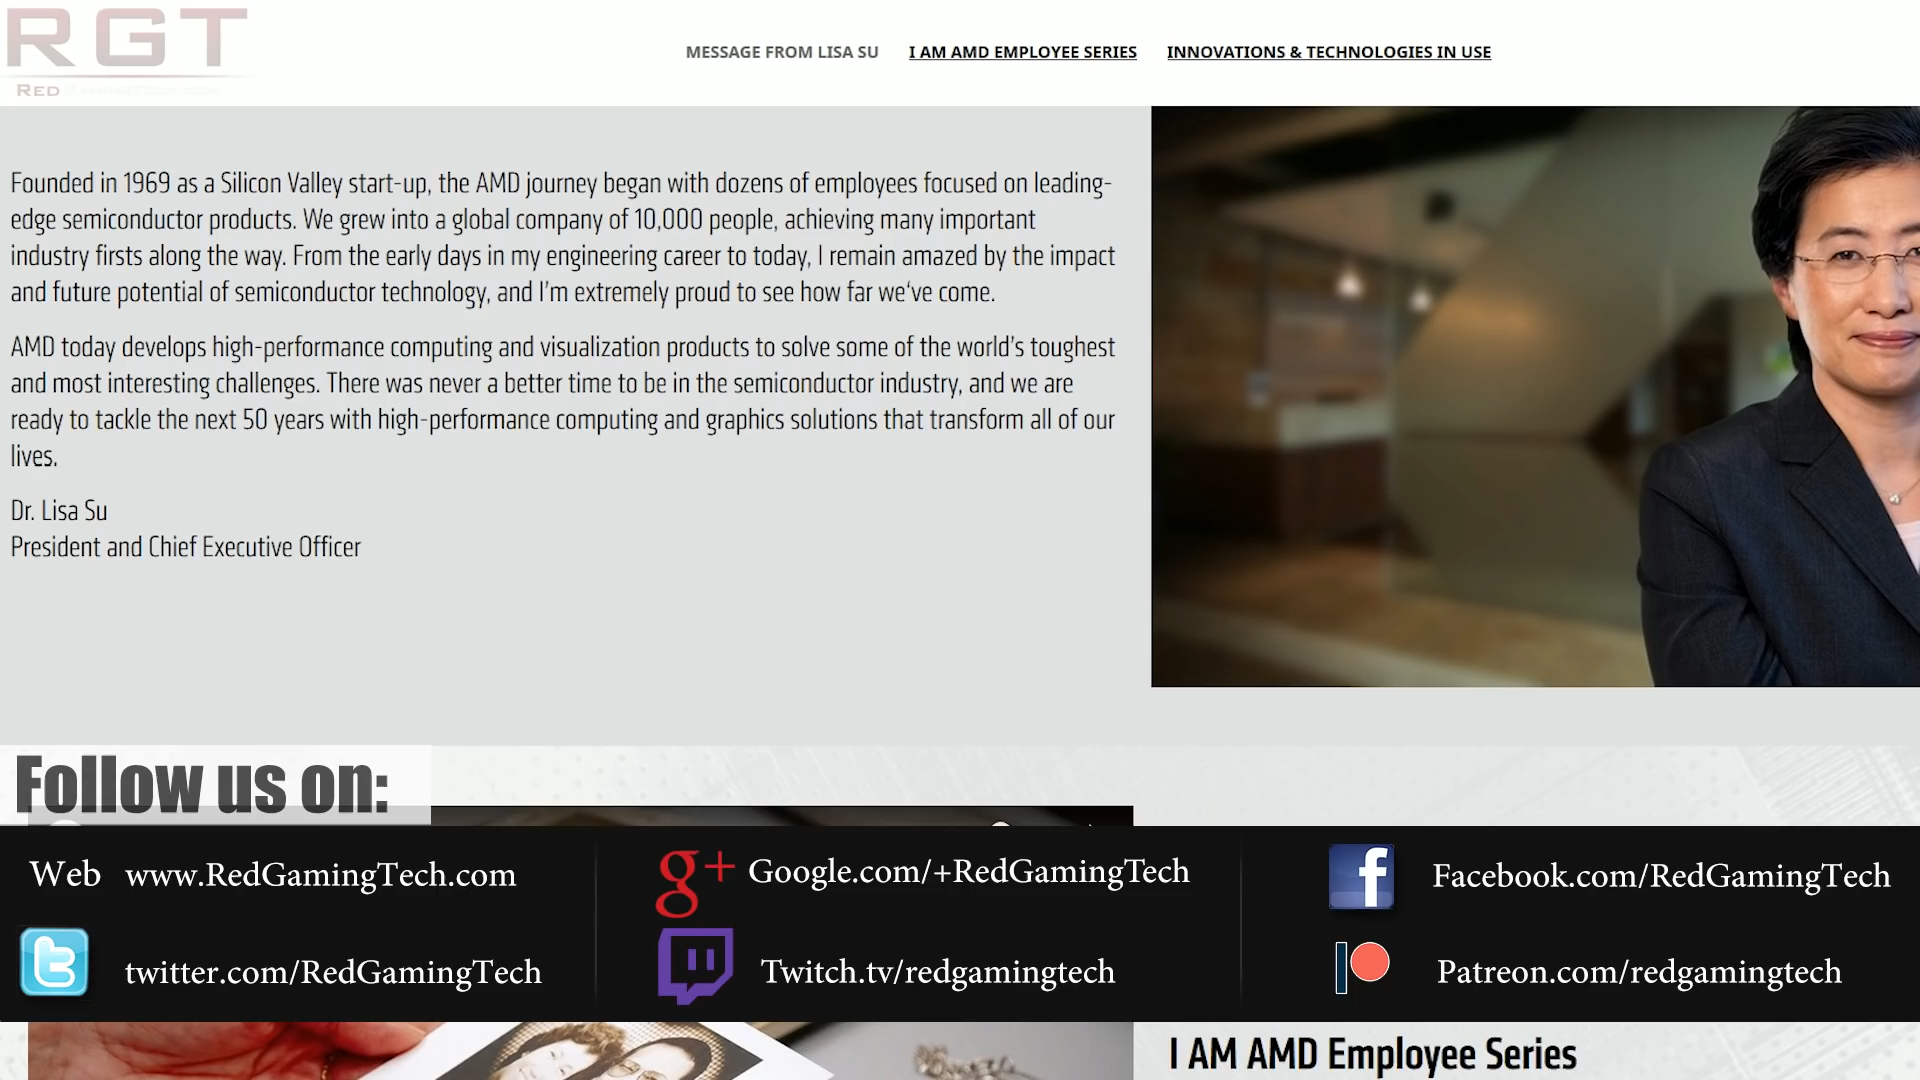 RGT
RED
MESSAGE FROM LISA SU
I AM AMD EMPLOYEE SERIES
INNOVATIONS & TECHNOLOGIES IN USE
Founded in 1969 as a Silicon Valley start-up, the AMD journey began with dozens of employees focused on leading-
edge semiconductor products. We grew into a global company of 10,000 people, achieving many important
industry firsts along the way. From the early days in my engineering career to today, I remain amazed by the impact
and future potential of semiconductor technology, and I'm extremely proud to see how far we've come.
AMD today develops high-performance computing and visualization products to solve some of the world's toughest
and most interesting challenges. There was never a better time to be in the semiconductor industry, and we are
ready to tackle the next 50 years with high-performance computing and graphics solutions that transform all of our
lives.
Dr. Lisa Su
President and Chief Executive Officer
Follow us on:
Web www.RedGamingTech.com
g+ Google.com/+RedGamingTech
f Facebook.com/RedGamingTech
t twitter.com/RedGamingTech
Twitch.tv/redgamingtech
Patreon.com/redgamingtech
I AM AMD Employee Series